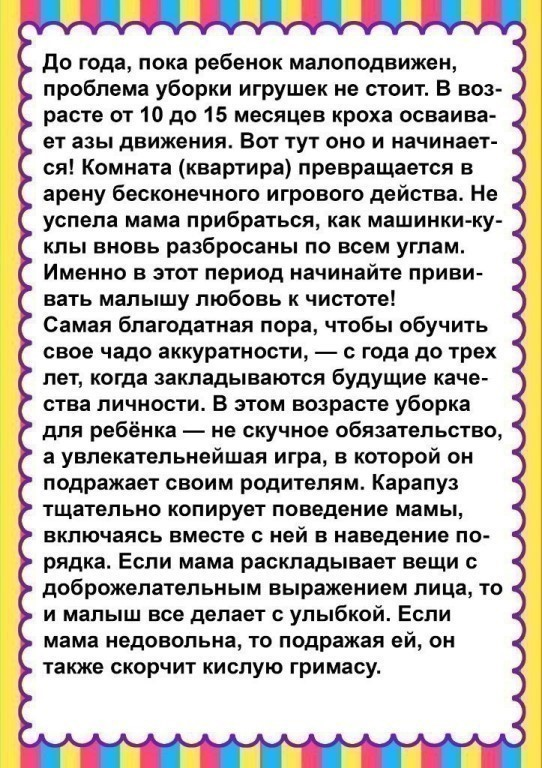 До года, пока ребенок малоподвижен,
проблема уборки игрушек не стоит. В воз-
расте от 10 до 15 месяцев кроха осваива-
ет азы движения. Вот тут оно и начинает-
ся! Комната (квартира) превращается в
арену бесконечного игрового действа. Не
успела мама прибраться, как машинки-ку-
клы вновь разбросаны по всем углам.
Именно в этот период начинайте приви-
вать малышу любовь к чистоте!
Самая благодатная пора, чтобы обучить
свое чадо аккуратности, — с года до трех
лет, когда закладываются будущие каче-
ства личности. В этом возрасте уборка
для ребёнка — не скучное обязательство,
а увлекательнейшая игра, в которой он
подражает своим родителям. Карапуз
тщательно копирует поведение мамы,
включаясь вместе с ней в наведение по-
рядка. Если мама раскладывает вещи с
доброжелательным выражением лица, то
и малыш все делает с улыбкой. Если
мама недовольна, то подражая ей, он
также скорчит кислую гримасу.